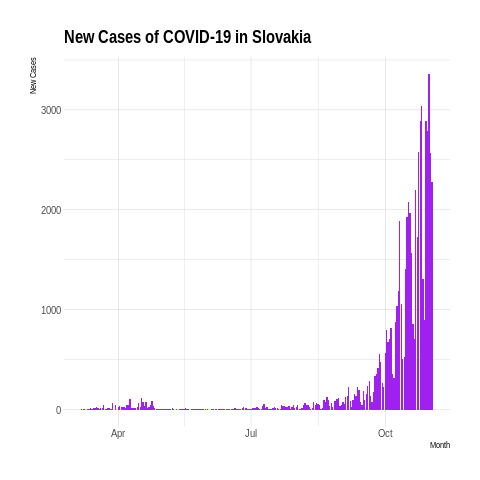 New Cases of COVID-19 in Slovakia
New Cases
3000
2000
1000
0
Apr
Jul
Oct
Month